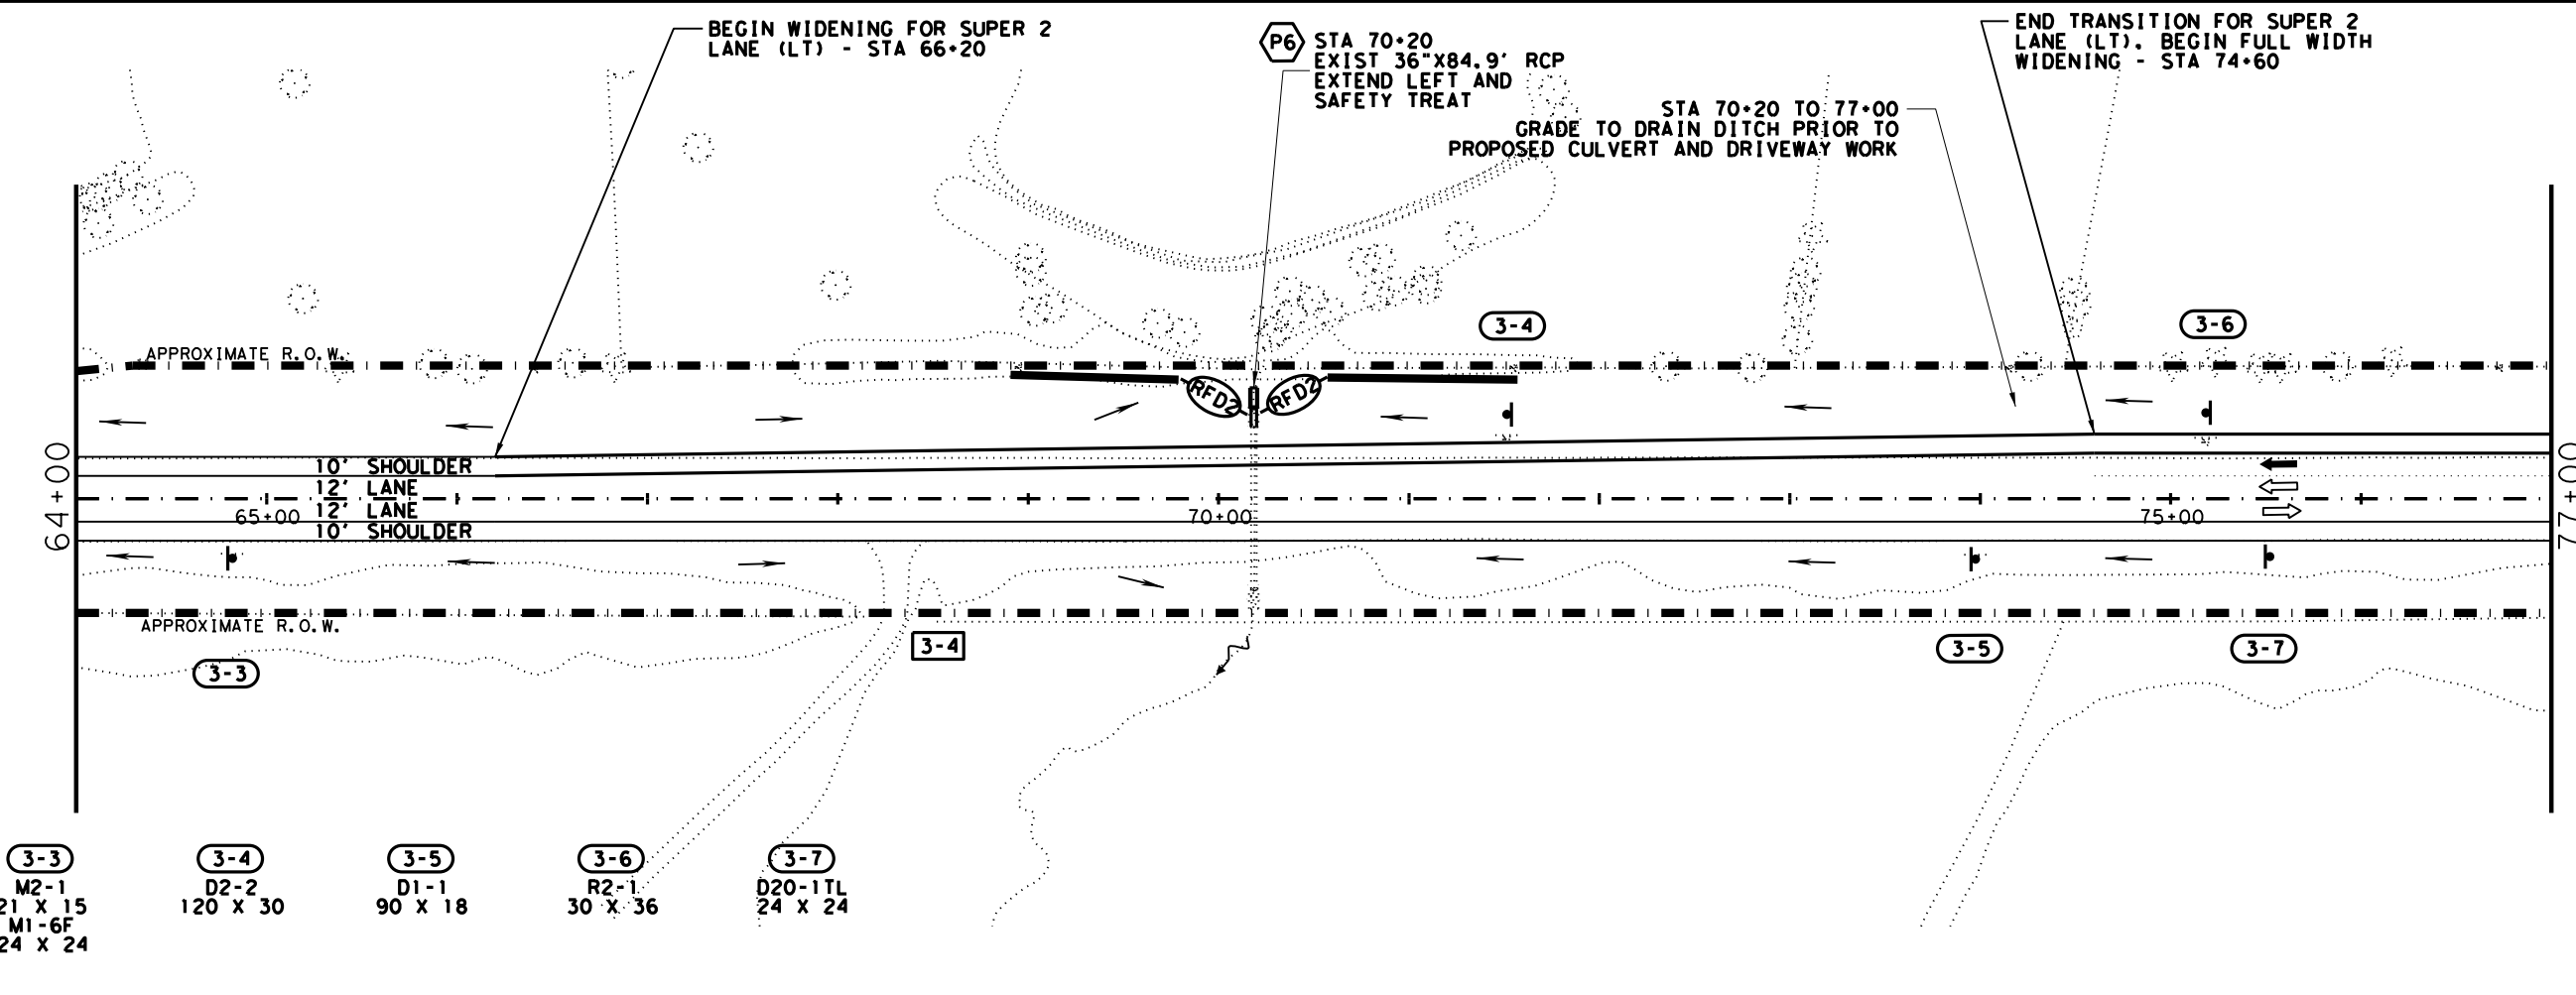 BEGIN WIDENING FOR SUPER 2
LANE (LT) - STA 66+20
P6
STA 70+20
EXIST 36"X84.9' RCP
EXTEND LEFT AND
SAFETY TREAT
END TRANSITION FOR SUPER 2
LANE (LT). BEGIN FULL WIDTH
WIDENING - STA 74+60
STA 70+20 TO 77+00
GRADE TO DRAIN DITCH PRIOR TO
PROPOSED CULVERT AND DRIVEWAY WORK
3-4
3-6
APPROXIMATE R.O.W.
RFD2
RFD2
64+00
77+00
10' SHOULDER
12' LANE
12' LANE
10' SHOULDER
65+00
70+00
75+00
APPROXIMATE R.O.W.
3-3
3-4
3-5
3-7
3-3
M2-1
21 X 15
M1-6F
24 X 24
3-4
D2-2
120 X 30
3-5
D1-1
90 X 18
3-6
R2-1
30 X 36
3-7
D20-1TL
24 X 24